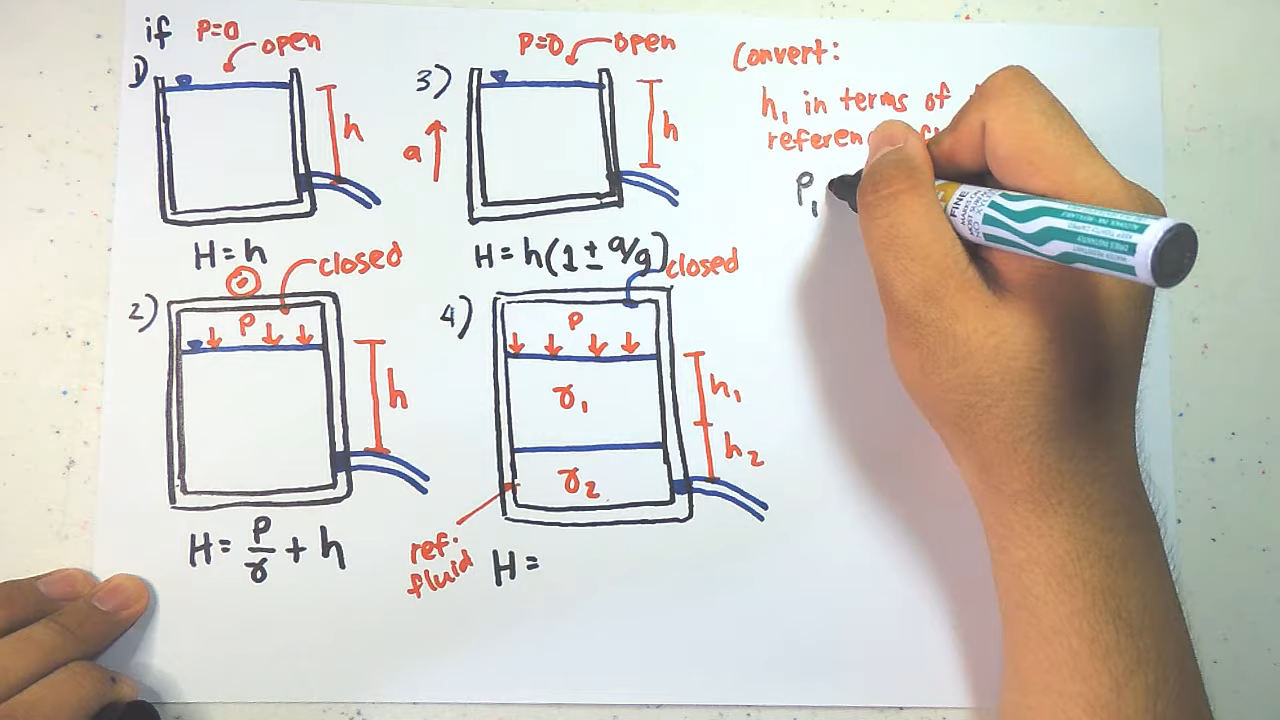 if P=0
open
1)
h
H = h
P=0
open
3)
a
h
H = h(1 ± a/g)
2)
closed
P
h
H = P/γ + h
4)
closed
P
γ₁
h₁
h₂
γ₂
ref.
fluid
H =
Convert:
h₁ in terms of
P₁
FINE